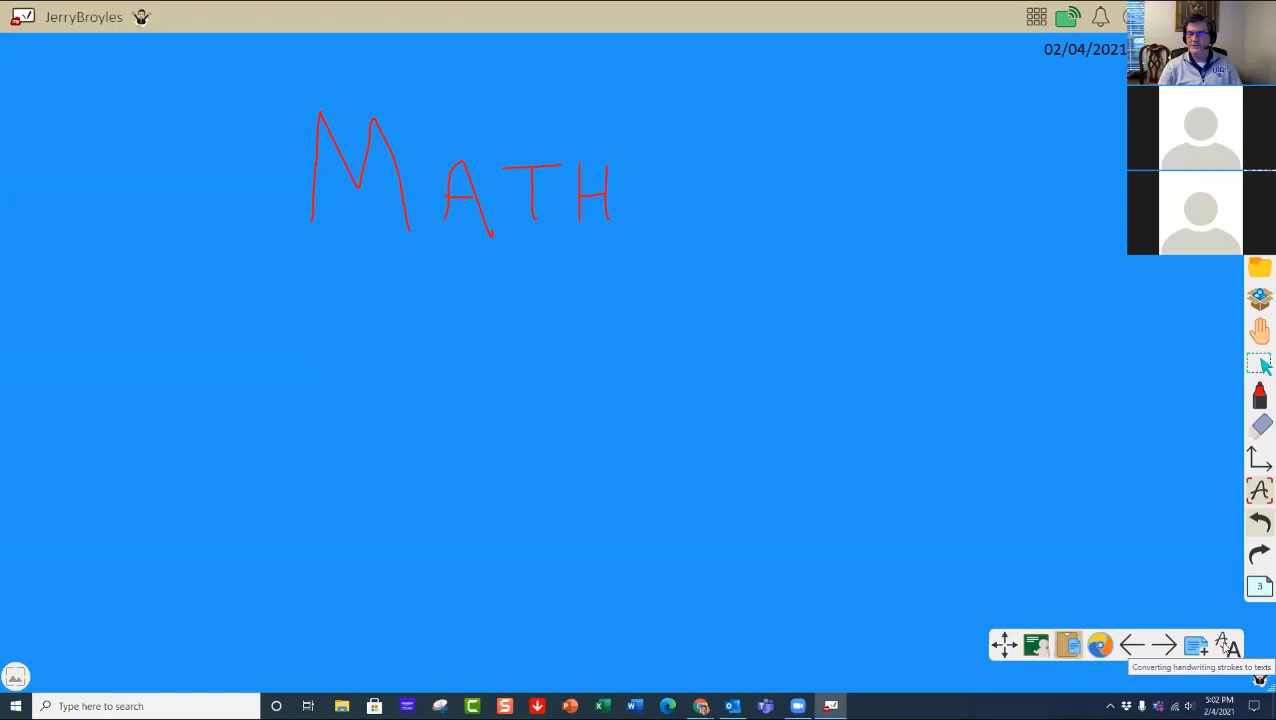 JerryBroyles
02/04/2021
MATH
3
Converting handwriting strokes to texts
Type here to search
5:02 PM
2/4/2021